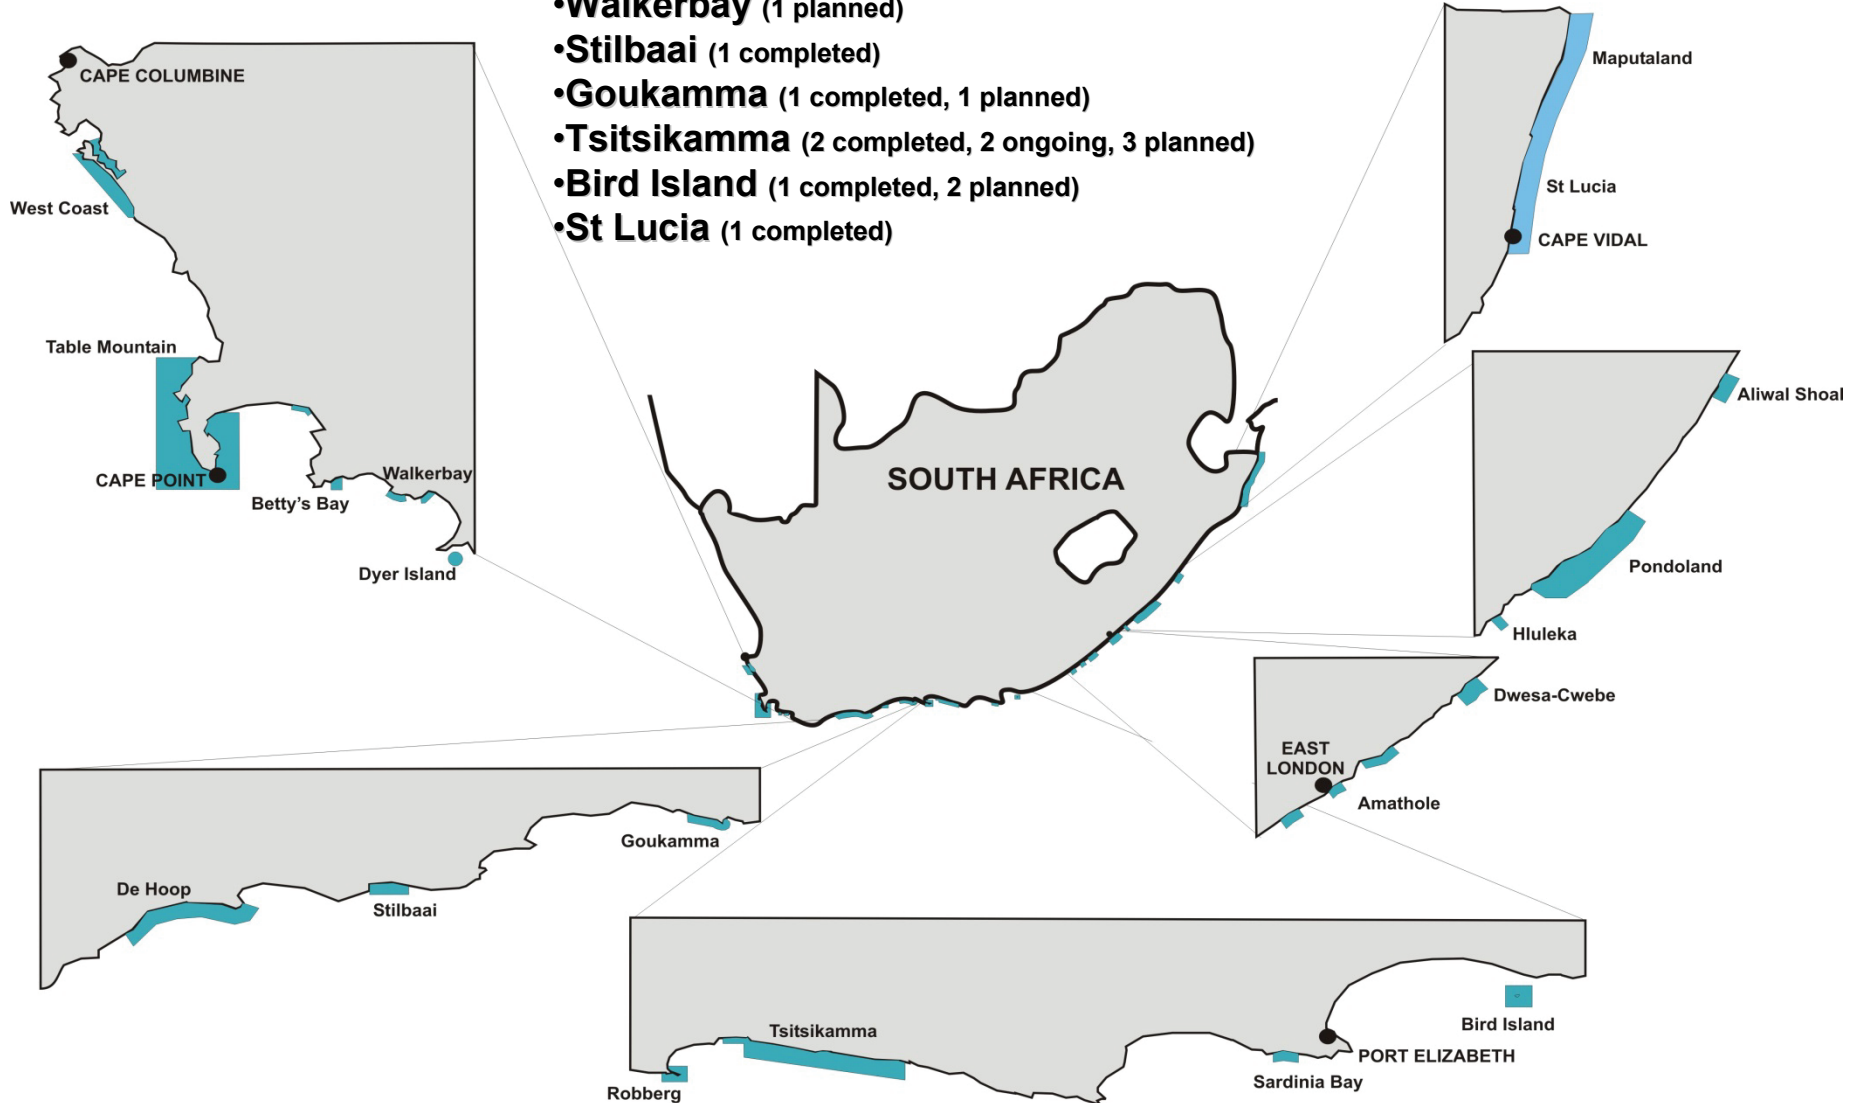 •Walkerbay (1 planned)
•Stilbaai (1 completed)
•Goukamma (1 completed, 1 planned)
•Tsitsikamma (2 completed, 2 ongoing, 3 planned)
•Bird Island (1 completed, 2 planned)
•St Lucia (1 completed)
CAPE COLUMBINE
West Coast
Table Mountain
CAPE POINT
Betty's Bay
Walkerbay
Dyer Island
SOUTH AFRICA
Maputaland
St Lucia
CAPE VIDAL
Aliwal Shoal
Pondoland
Hluleka
Dwesa-Cwebe
EAST
LONDON
Amathole
Goukamma
De Hoop
Stilbaai
Tsitsikamma
Robberg
Bird Island
PORT ELIZABETH
Sardinia Bay